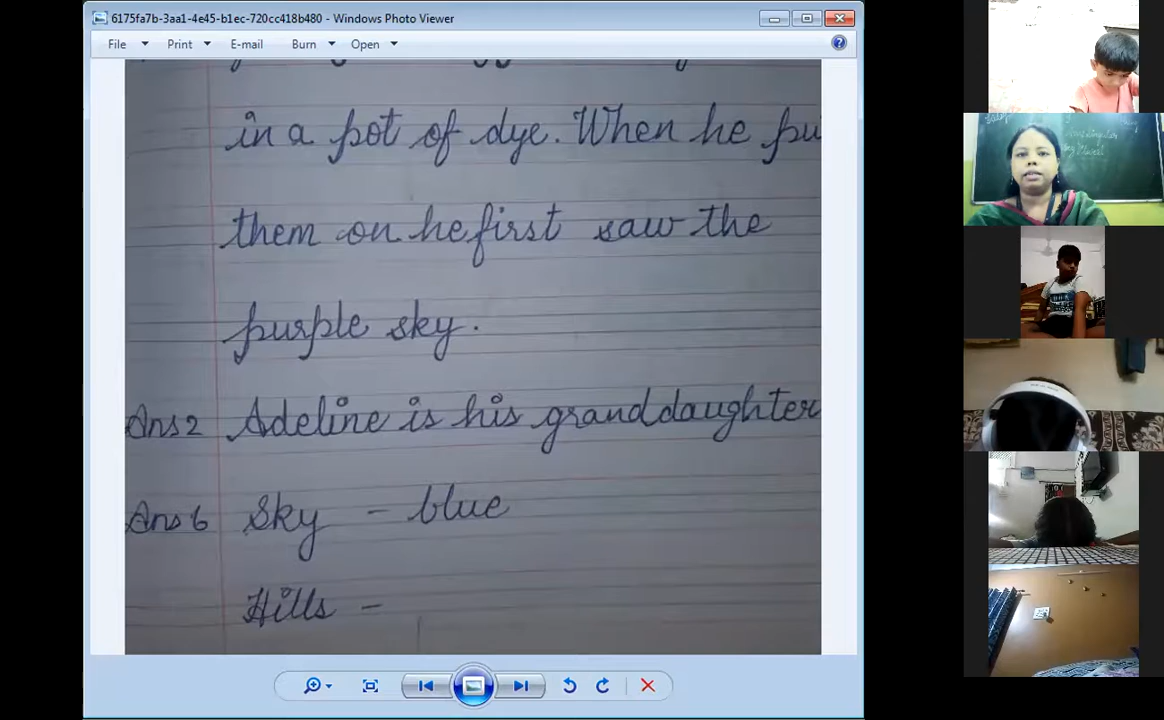 6175fa7b-3aa1-4e45-b1ec-720cc418b480 - Windows Photo Viewer
File Print E-mail Burn Open
in a pot of dye. When he pu
them on he first saw the
purple sky.
Ans 2 Adeline is his granddaughter
Ans 6 Sky - blue
Hills -